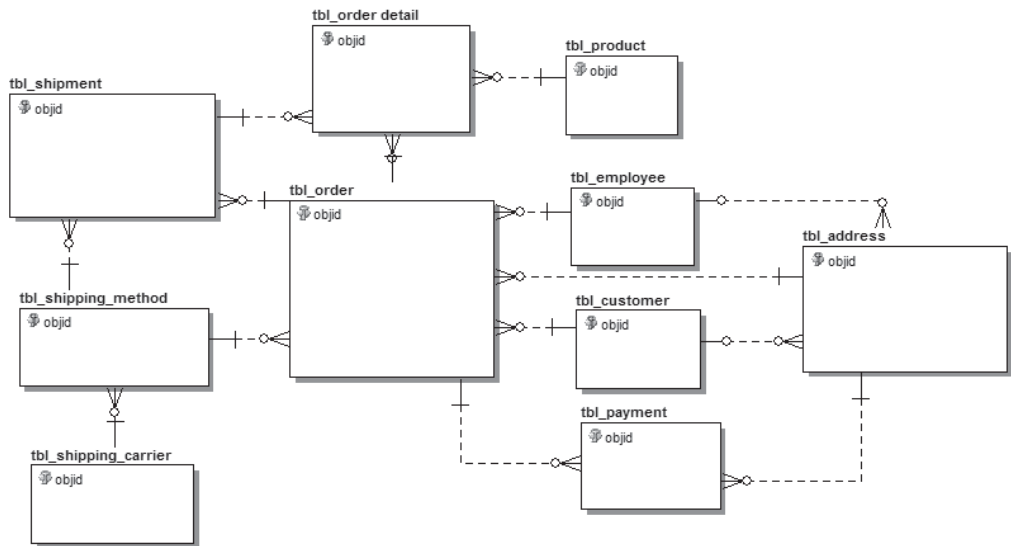 tbl_order detail
objid
tbl_product
objid
tbl_shipment
objid
tbl_order
objid
tbl_employee
objid
tbl_address
objid
tbl_shipping_method
objid
tbl_customer
objid
tbl_payment
objid
tbl_shipping_carrier
objid